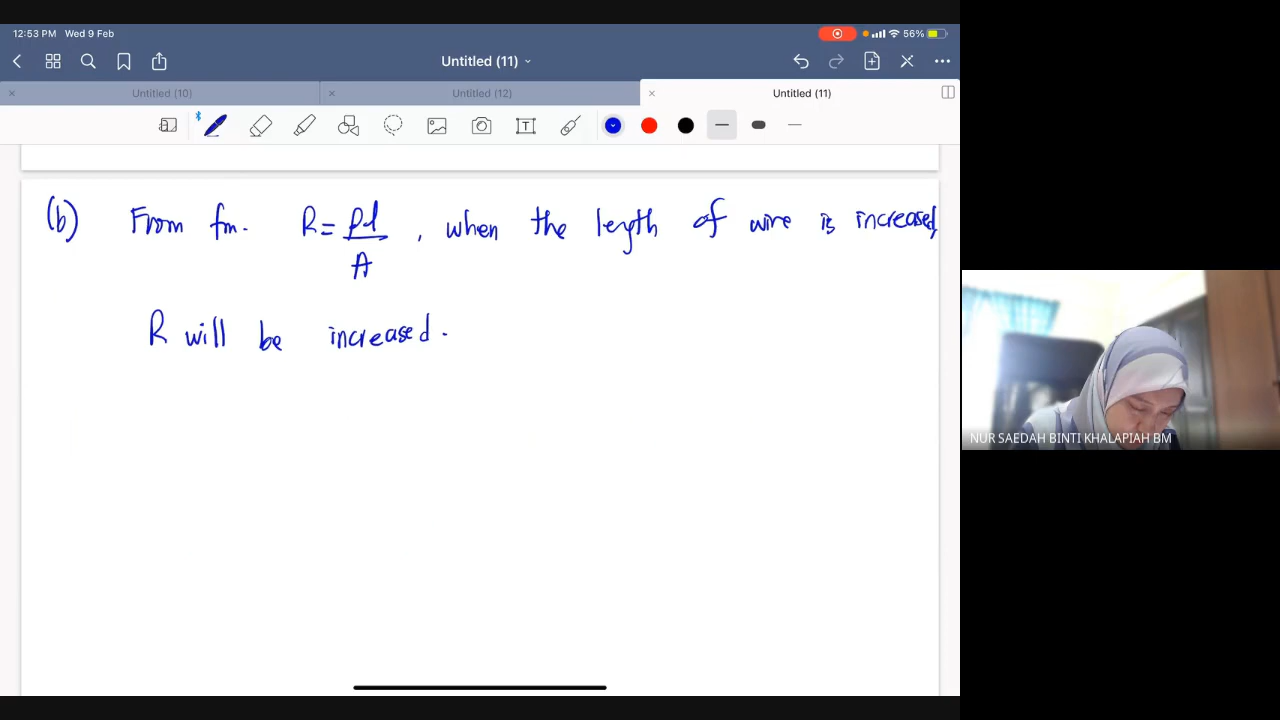 12:53 PM Wed 9 Feb
56%
Untitled (11)
Untitled (10)
Untitled (12)
Untitled (11)
T
(b) From fm. R = ρl/A , when the length of wire is increased,
R will be increased.
NUR SAEDAH BINTI KHALAPIAH BM